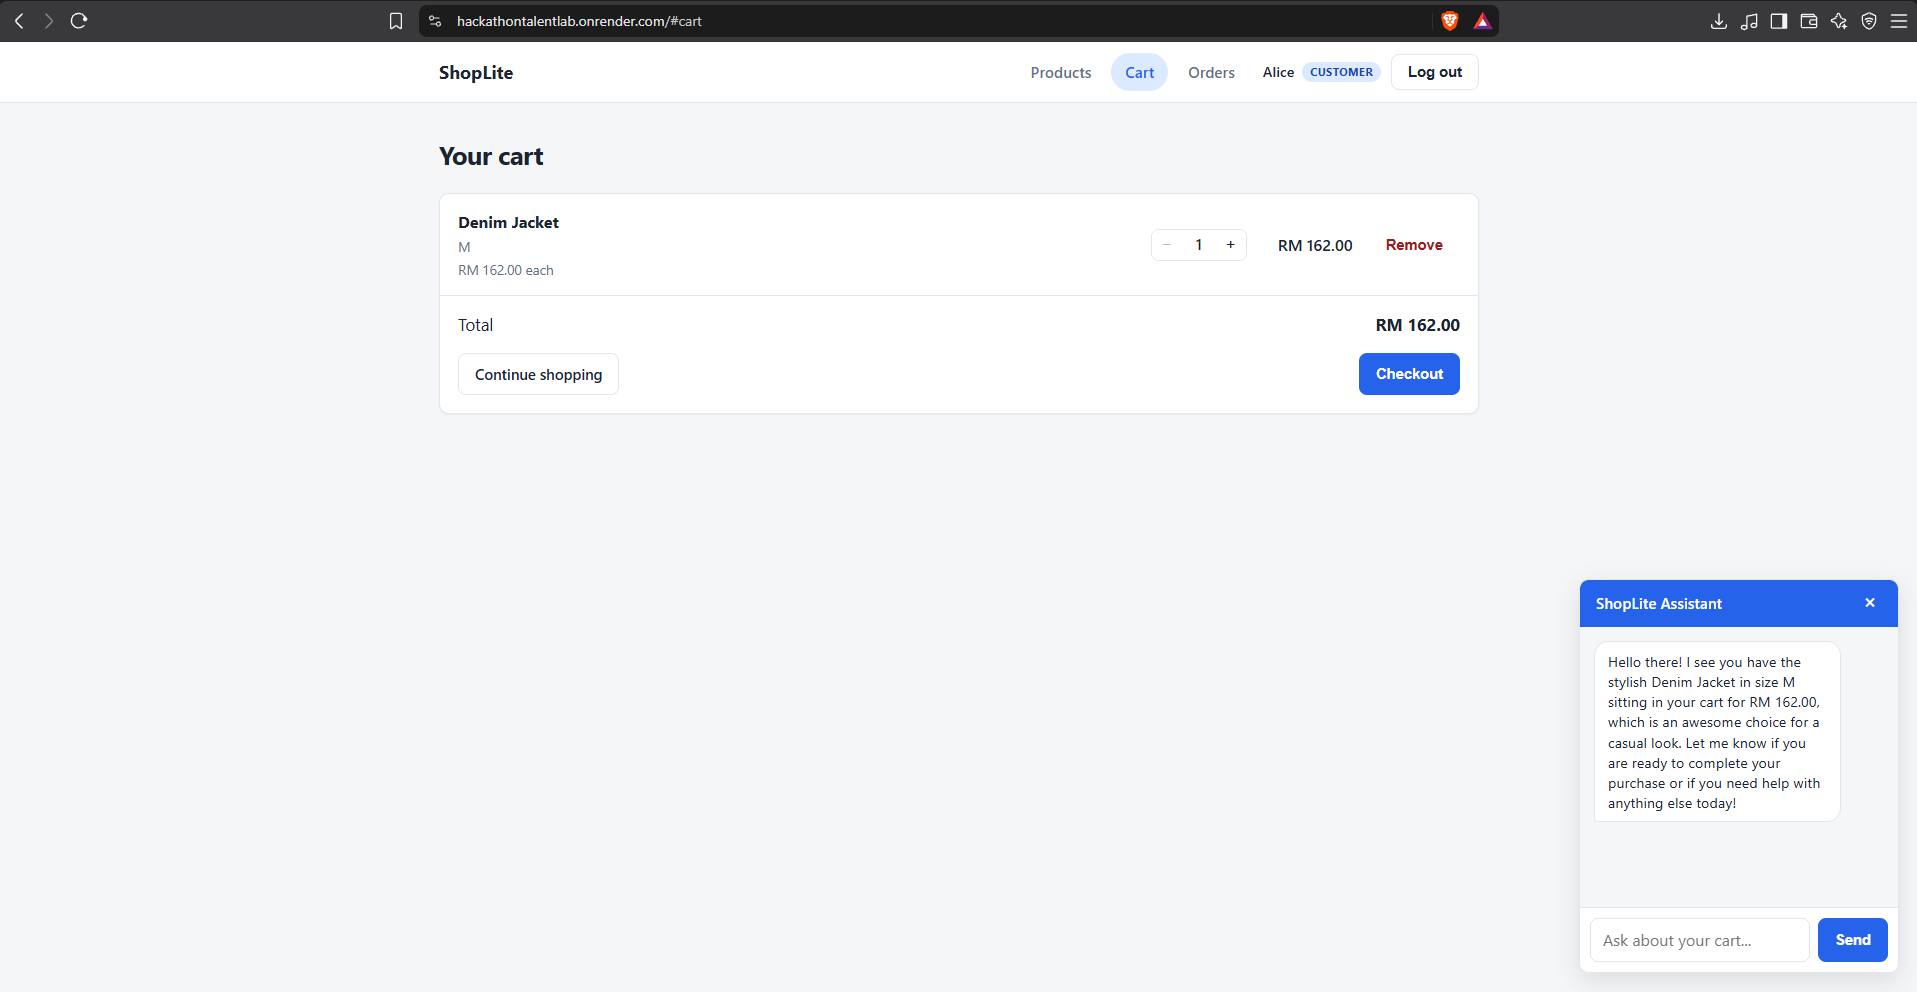 hackathontalentlab.onrender.com/#cart
ShopLite
Products
Cart
Orders
Alice
CUSTOMER
Log out
Your cart
Denim Jacket
M
RM 162.00 each
− 1 +
RM 162.00
Remove
Total
RM 162.00
Continue shopping
Checkout
ShopLite Assistant
×
Hello there! I see you have the
stylish Denim Jacket in size M
sitting in your cart for RM 162.00,
which is an awesome choice for a
casual look. Let me know if you
are ready to complete your
purchase or if you need help with
anything else today!
Ask about your cart...
Send